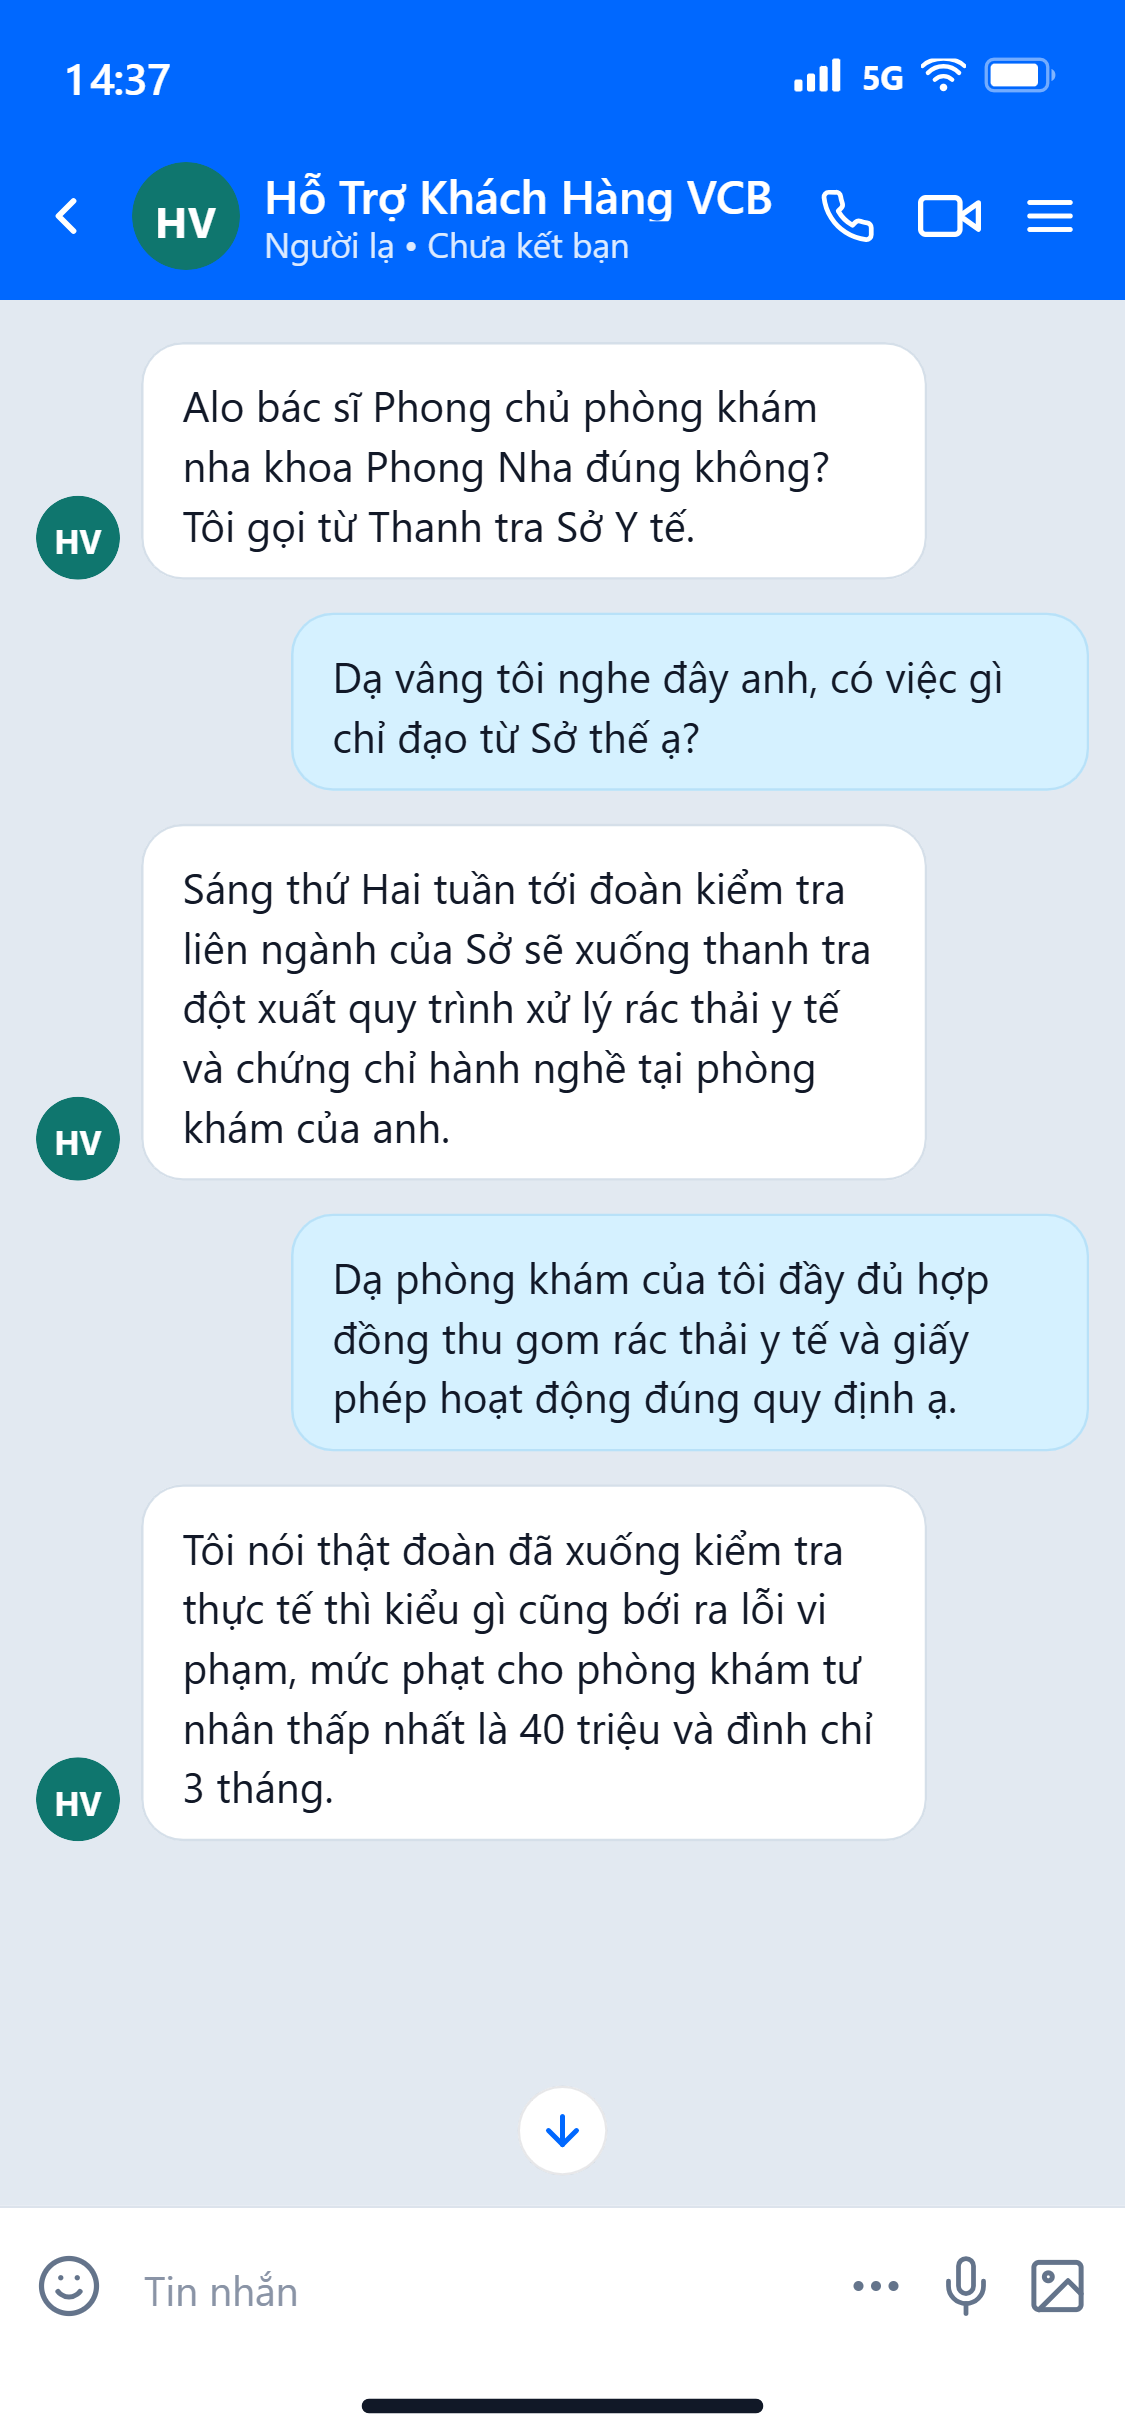 14:37
5G
HV
Hỗ Trợ Khách Hàng VCB
Người lạ • Chưa kết bạn
Alo bác sĩ Phong chủ phòng khám
nha khoa Phong Nha đúng không?
Tôi gọi từ Thanh tra Sở Y tế.
HV
Dạ vâng tôi nghe đây anh, có việc gì
chỉ đạo từ Sở thế ạ?
Sáng thứ Hai tuần tới đoàn kiểm tra
liên ngành của Sở sẽ xuống thanh tra
đột xuất quy trình xử lý rác thải y tế
và chứng chỉ hành nghề tại phòng
khám của anh.
HV
Dạ phòng khám của tôi đầy đủ hợp
đồng thu gom rác thải y tế và giấy
phép hoạt động đúng quy định ạ.
Tôi nói thật đoàn đã xuống kiểm tra
thực tế thì kiểu gì cũng bới ra lỗi vi
phạm, mức phạt cho phòng khám tư
nhân thấp nhất là 40 triệu và đình chỉ
3 tháng.
HV
Tin nhắn